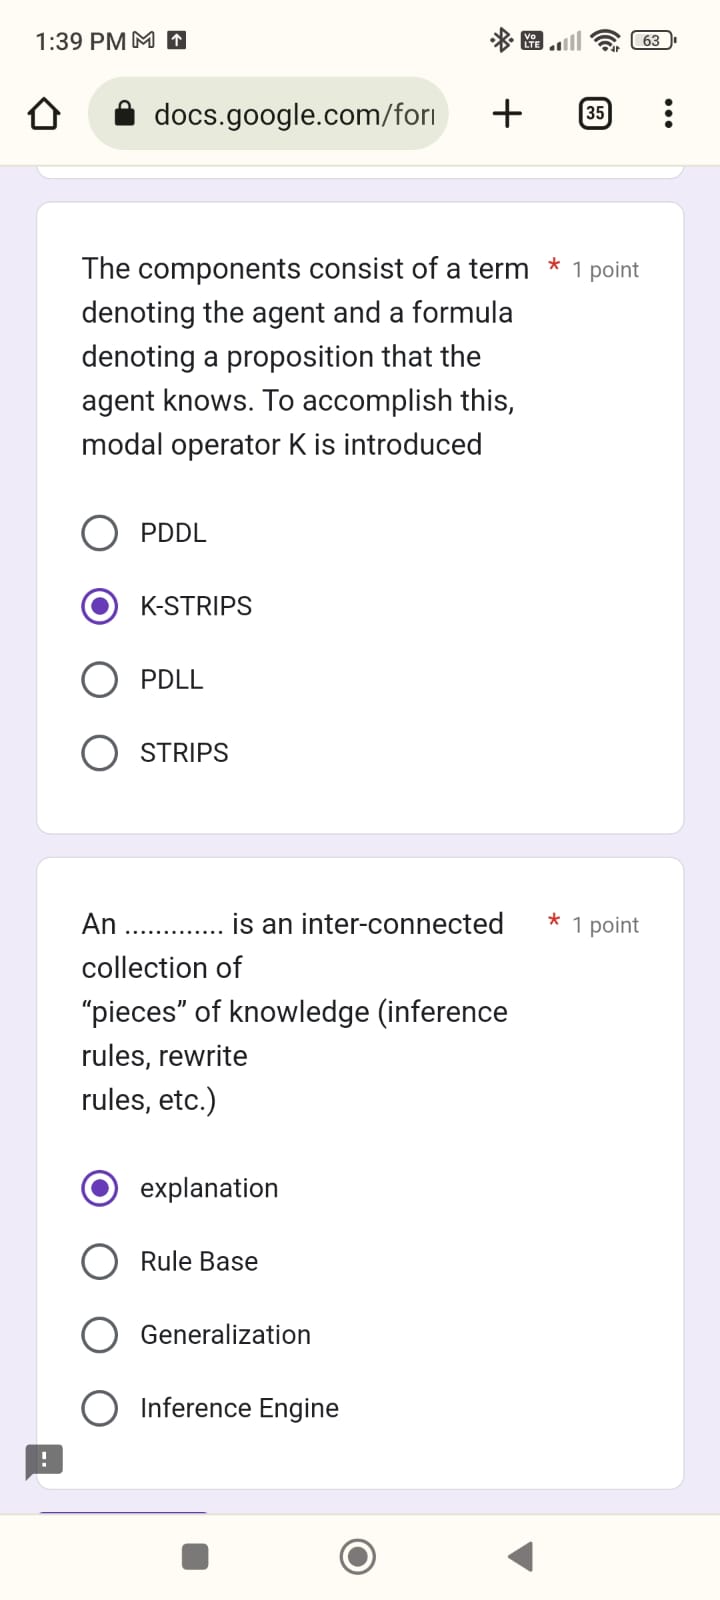 1:39 PM
Vo
LTE
63
docs.google.com/for
35
The components consist of a term * 1 point
denoting the agent and a formula
denoting a proposition that the
agent knows. To accomplish this,
modal operator K is introduced
PDDL
K-STRIPS
PDLL
STRIPS
An ............. is an inter-connected * 1 point
collection of
“pieces” of knowledge (inference
rules, rewrite
rules, etc.)
explanation
Rule Base
Generalization
Inference Engine